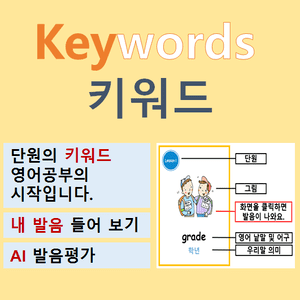 Keywords
키워드
단원의 키워드
영어공부의
시작입니다.
내 발음 들어 보기
AI 발음평가
Lesson 1
단원
그림
화면을 클릭하면
발음이 나와요.
grade
영어 낱말 및 어구
학년
우리말 의미